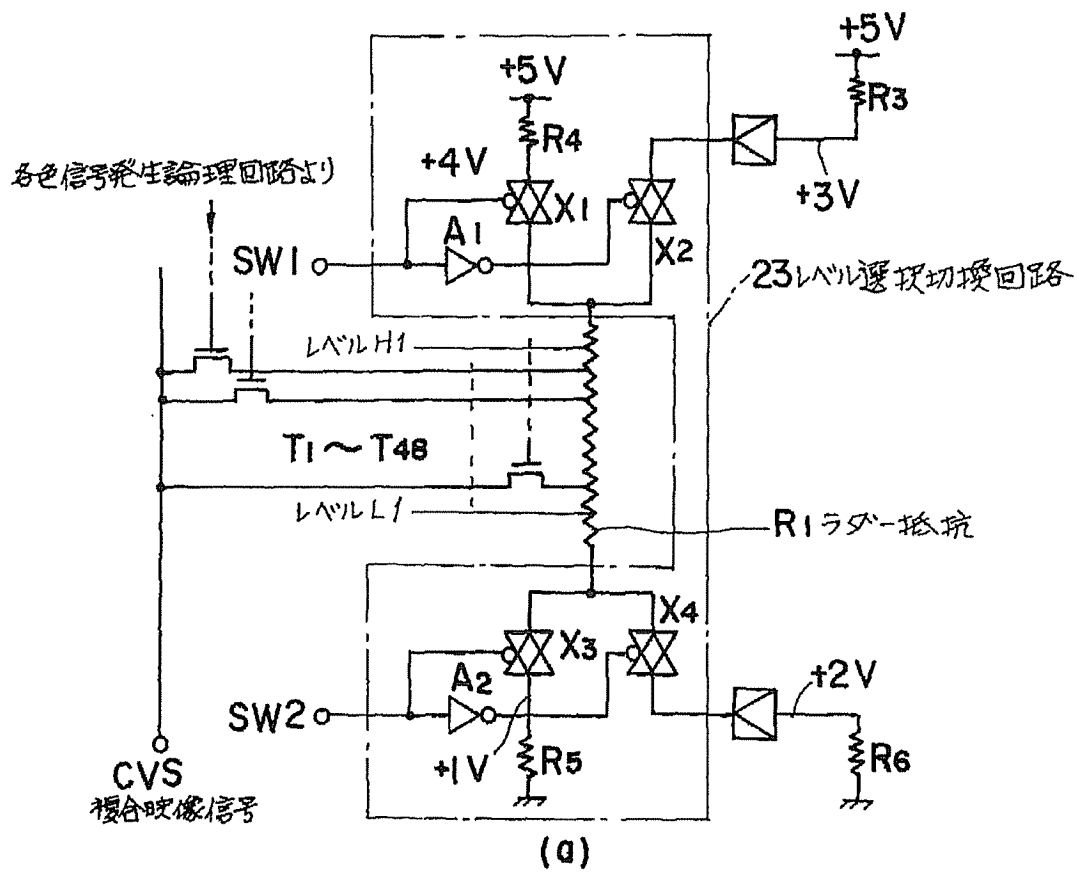 +5V
+5V
R3
R4
+4V
各色信号発生論理回路より
X1
+3V
A1
SW1
X2
23レベル選択切換回路
レベルH1
T1〜T48
レベルL1
R1ラダー抵抗
X4
X3
A2
+2V
SW2
+1V
R5
R6
CVS
複合映像信号
(a)